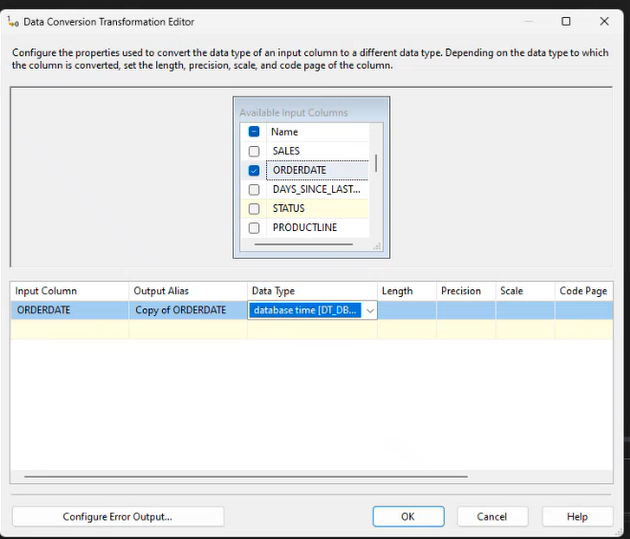 Data Conversion Transformation Editor
Configure the properties used to convert the data type of an input column to a different data type. Depending on the data type to which
the column is converted, set the length, precision, scale, and code page of the column.
Available Input Columns
Name
SALES
ORDERDATE
DAYS_SINCE_LAST...
STATUS
PRODUCTLINE
Input Column Output Alias Data Type Length Precision Scale Code Page
ORDERDATE Copy of ORDERDATE database time [DT_DB...
Configure Error Output... OK Cancel Help